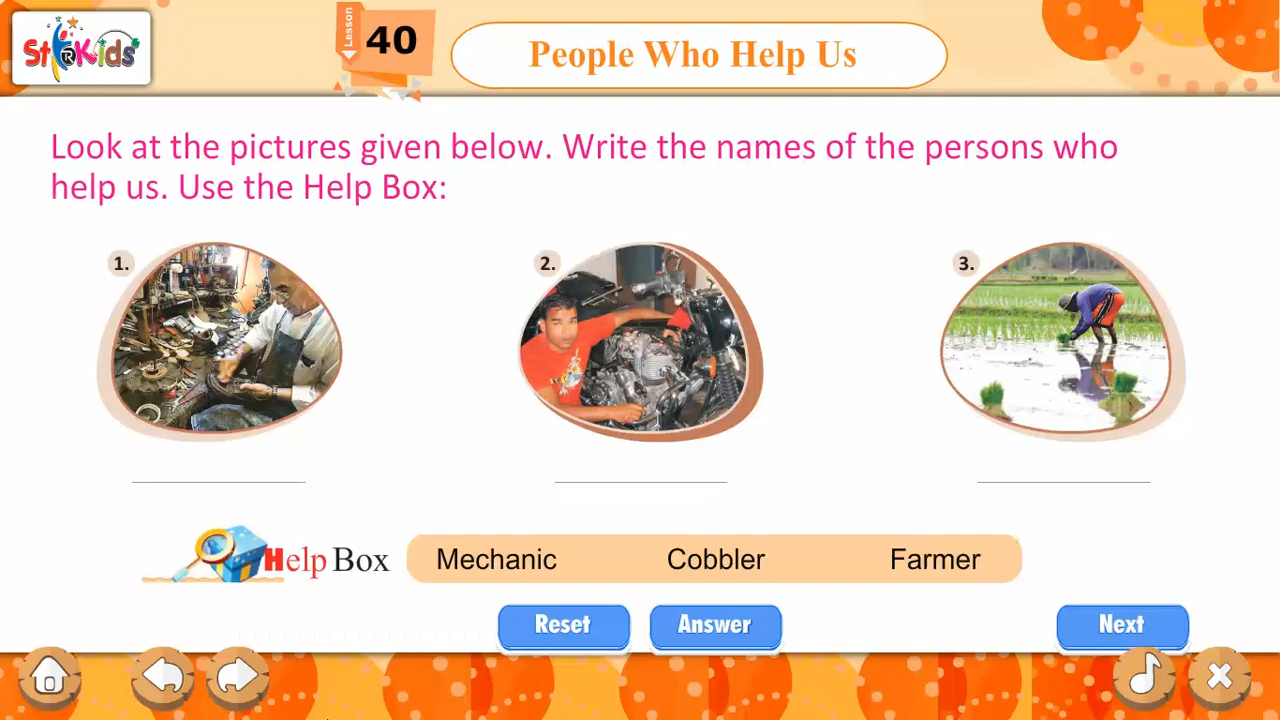 StarKids
Lesson
40
People Who Help Us
Look at the pictures given below. Write the names of the persons who
help us. Use the Help Box:
1.
2.
3.
Help Box
Mechanic Cobbler Farmer
Reset Answer Next